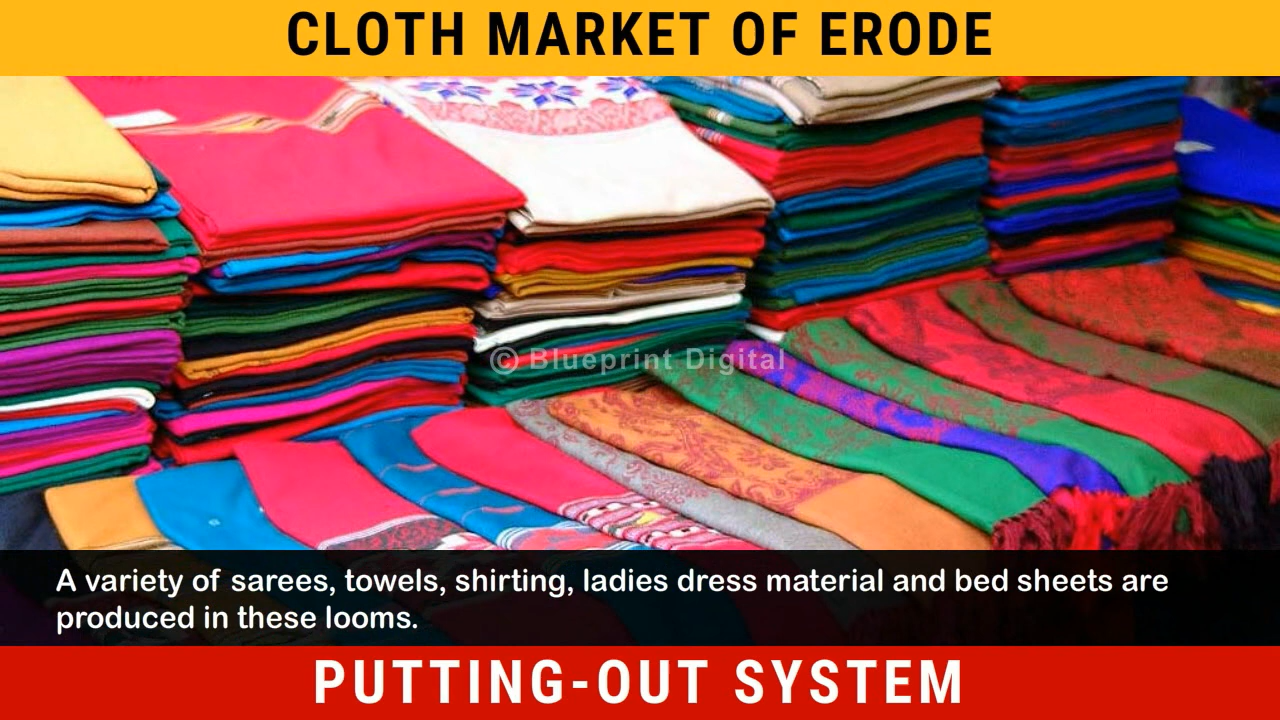 CLOTH MARKET OF ERODE
© Blueprint Digital
A variety of sarees, towels, shirting, ladies dress material and bed sheets are
produced in these looms.
PUTTING-OUT SYSTEM